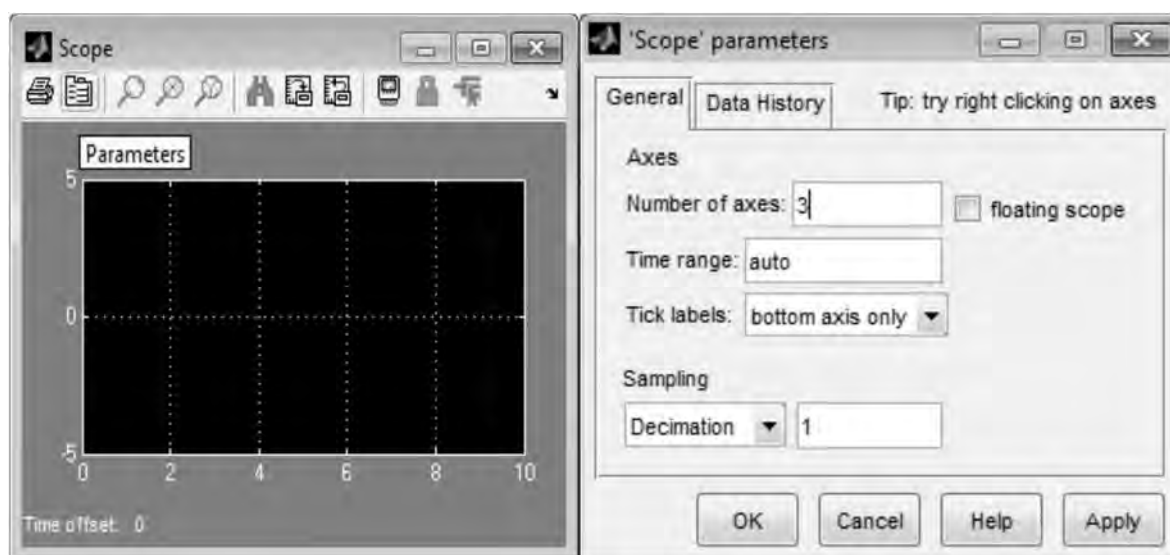 Scope
Parameters
5
0
-5
0 2 4 6 8 10
Time offset: 0
'Scope' parameters
General Data History Tip: try right clicking on axes
Axes
Number of axes: 3 floating scope
Time range: auto
Tick labels: bottom axis only
Sampling
Decimation 1
OK Cancel Help Apply